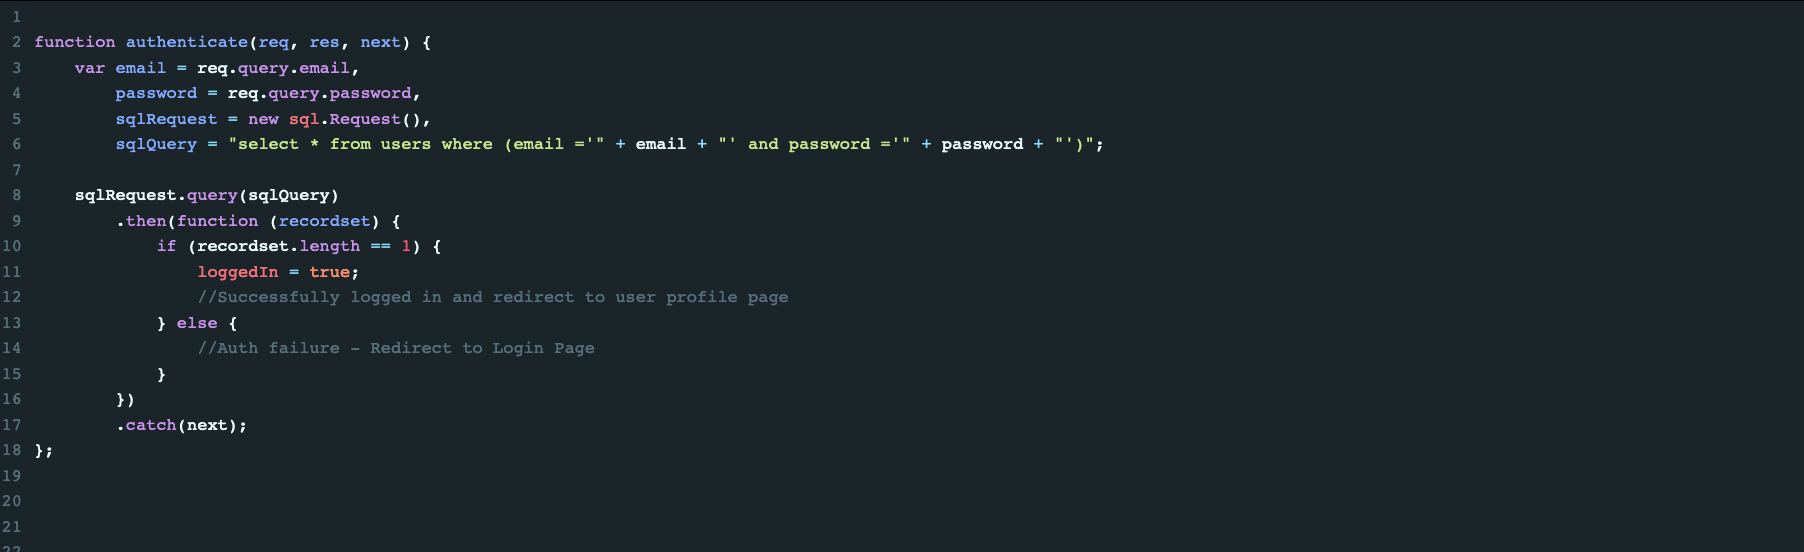 1
2 function authenticate(req, res, next) {
3     var email = req.query.email,
4         password = req.query.password,
5         sqlRequest = new sql.Request(),
6         sqlQuery = "select * from users where (email ='" + email + "' and password ='" + password + "')";
7
8     sqlRequest.query(sqlQuery)
9         .then(function (recordset) {
10             if (recordset.length == 1) {
11                 loggedIn = true;
12                 //Successfully logged in and redirect to user profile page
13             } else {
14                 //Auth failure – Redirect to Login Page
15             }
16         })
17         .catch(next);
18 };
19
20
21
22